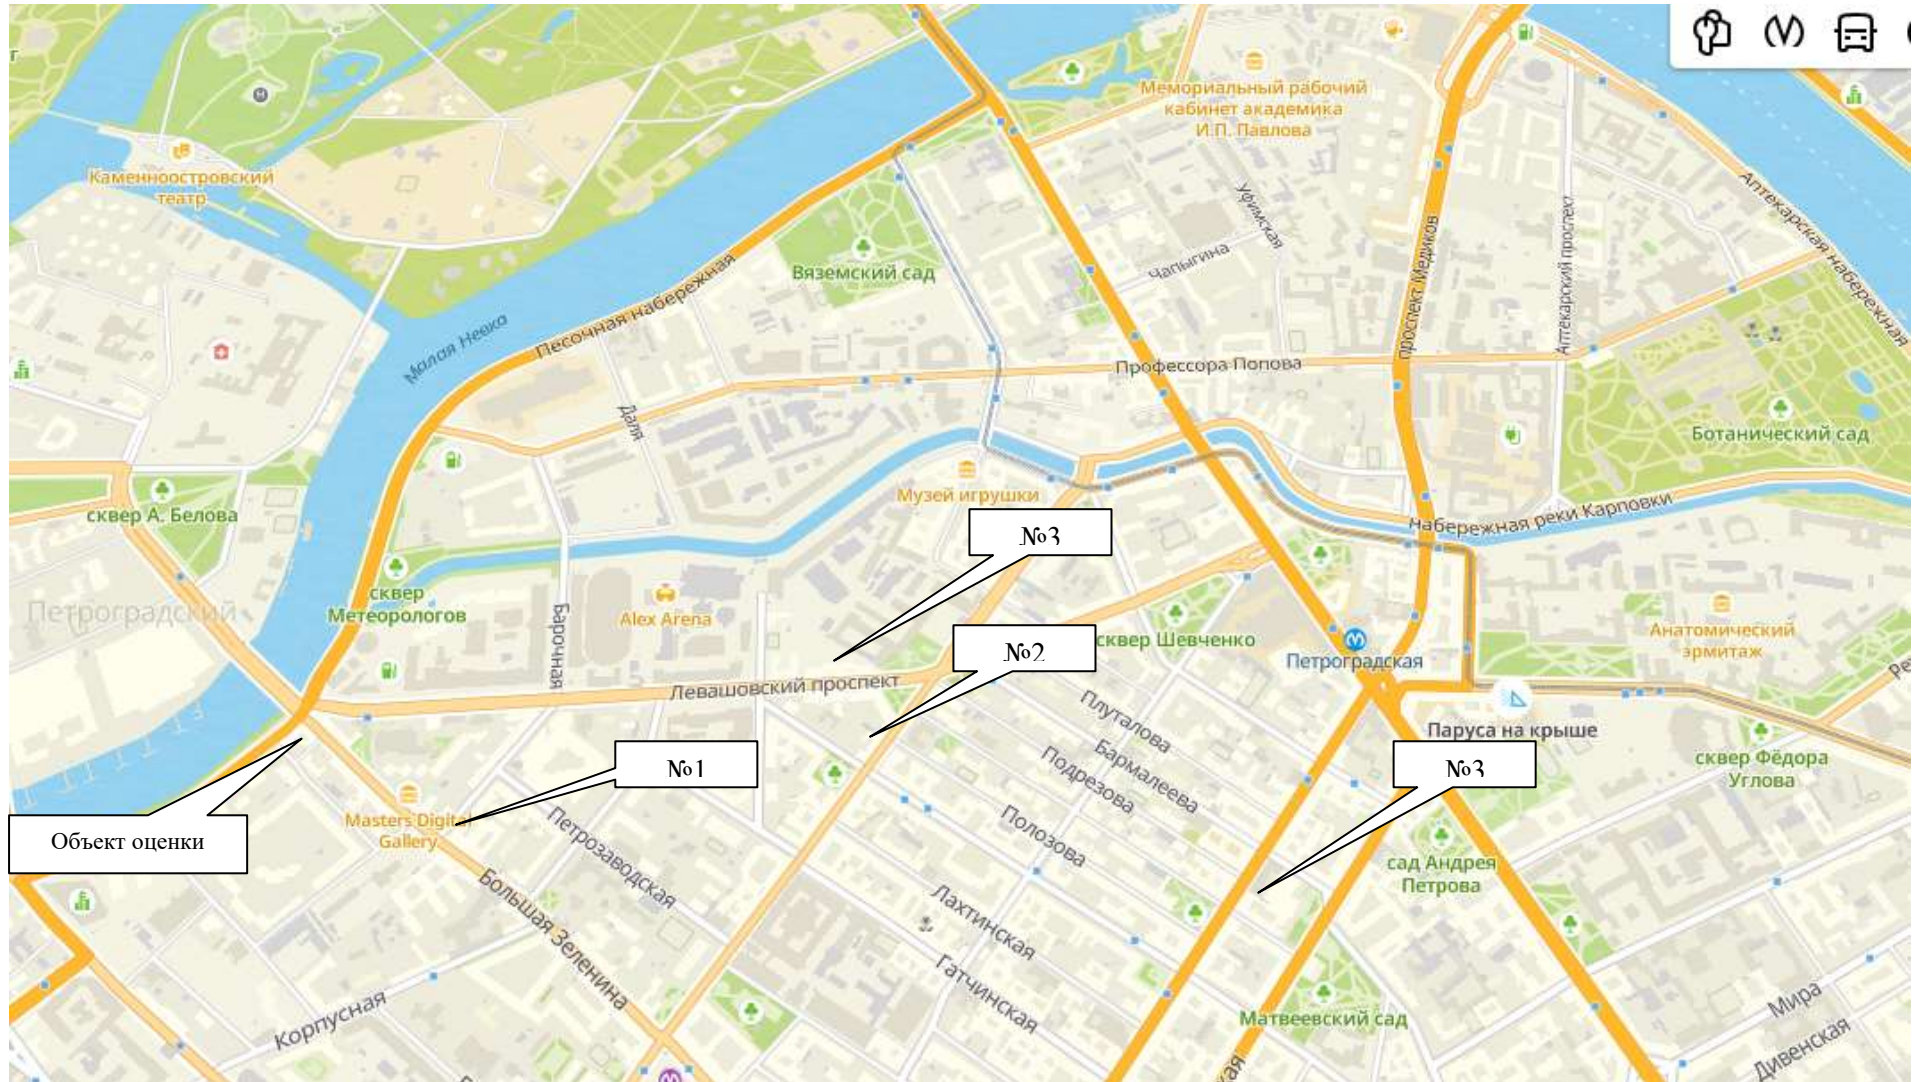 Мемориальный рабочий
кабинет академика
И.П. Павлова
Каменноостровский
театр
Уфимская
Аптекарская набережная
Чапыгина
Вяземский сад
проспект Медиков
Аптекарский проспект
Аптекарская набережная
Песочная набережная
Малая Невка
Профессора Попова
Даля
Ботанический сад
Музей игрушки
сквер А. Белова
набережная реки Карповки
№3
сквер
Метеорологов
Петроградский
Барочная
Alex Arena
№2
сквер Шевченко
Анатомический
эрмитаж
Петроградская
Левашовский проспект
Плуталова
Паруса на крыше
Бармалеева
Подрезова
№1
№3
сквер Фёдора
Углова
Masters Digital
Gallery
Объект оценки
Петрозаводская
Полозова
сад Андрея
Петрова
Большая Зеленина
Лахтинская
Гатчинская
Корпусная
Матвеевский сад
Мира
Дивенская